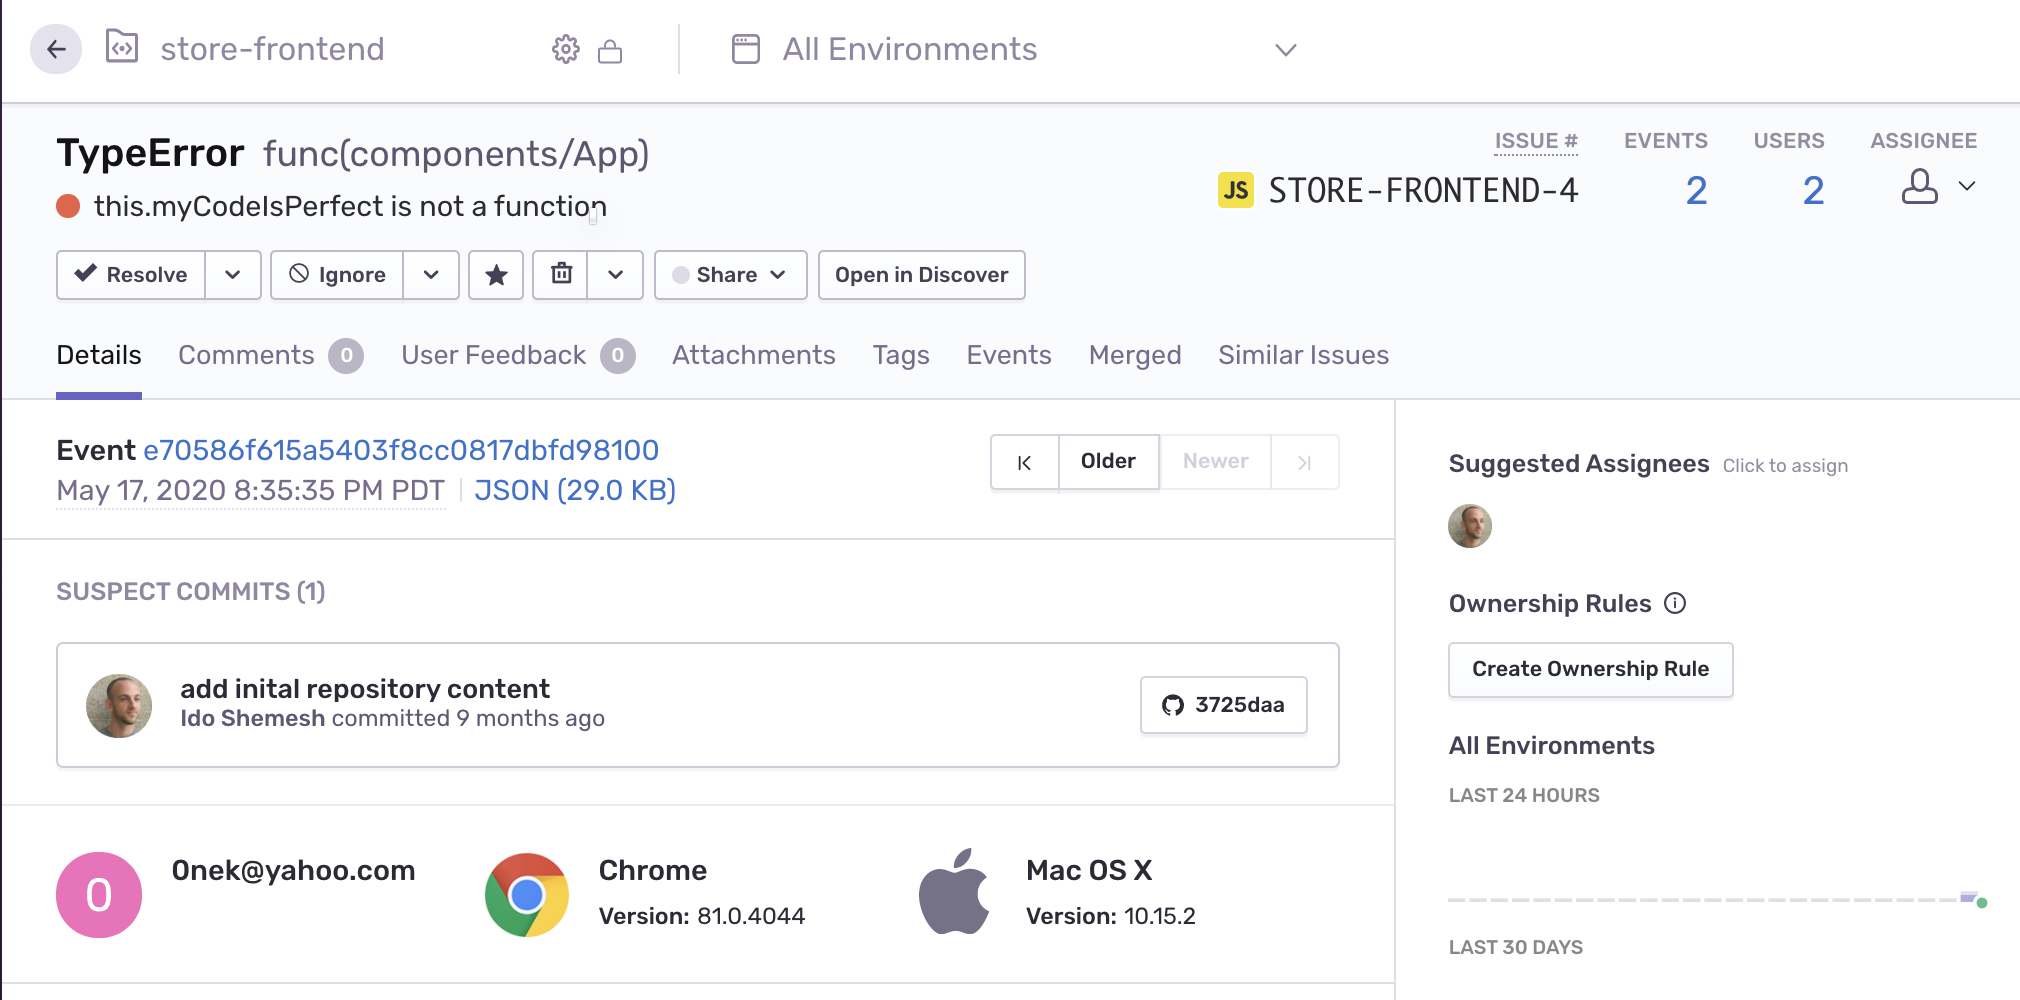 store-frontend
All Environments
TypeError func(components/App)
this.myCodeIsPerfect is not a function
ISSUE # EVENTS USERS ASSIGNEE
JS STORE-FRONTEND-4 2 2
Resolve Ignore Share Open in Discover
Details Comments 0 User Feedback 0 Attachments Tags Events Merged Similar Issues
Event e70586f615a5403f8cc0817dbfd98100
May 17, 2020 8:35:35 PM PDT JSON (29.0 KB)
Older Newer
SUSPECT COMMITS (1)
add inital repository content
Ido Shemesh committed 9 months ago
3725daa
0 0nek@yahoo.com
Chrome
Version: 81.0.4044
Mac OS X
Version: 10.15.2
Suggested Assignees Click to assign
Ownership Rules
Create Ownership Rule
All Environments
LAST 24 HOURS
LAST 30 DAYS